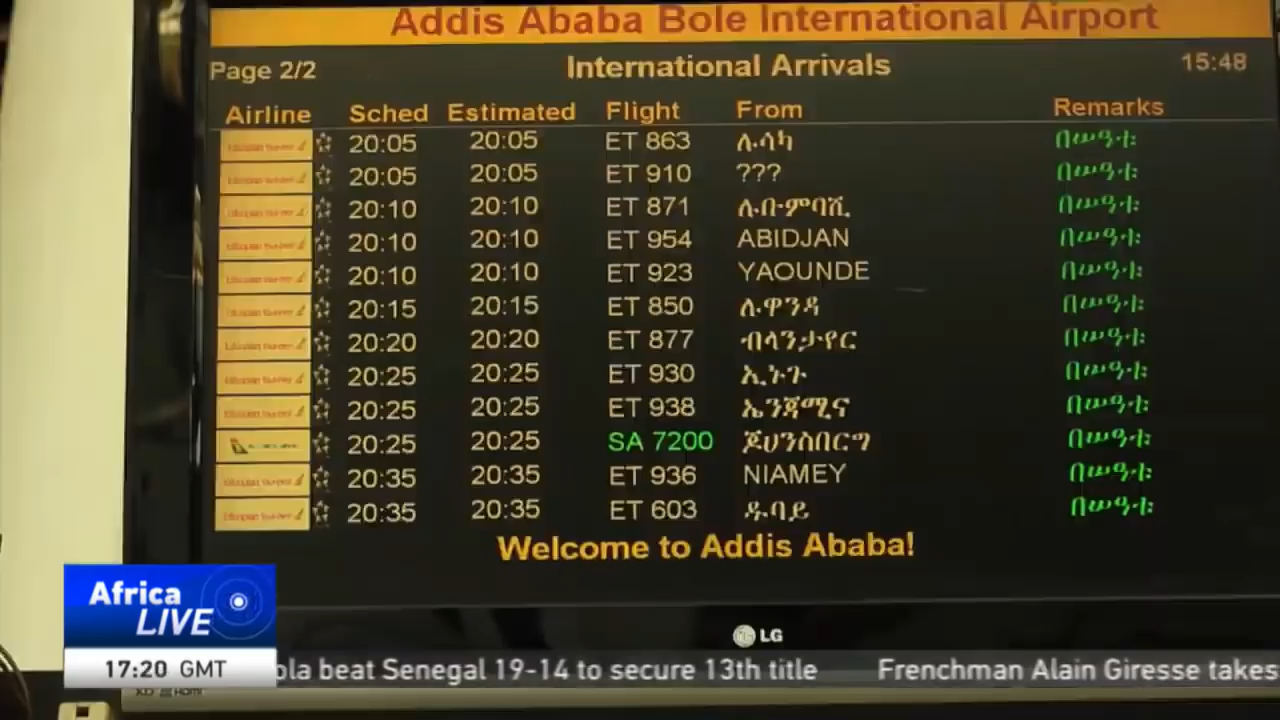 Addis Ababa Bole International Airport
Page 2/2 International Arrivals 15:48
Airline Sched Estimated Flight From Remarks
20:05 20:05 ET 863 ሉሳካ በሠዓቱ
20:05 20:05 ET 910 ??? በሠዓቱ
20:10 20:10 ET 871 ሉቡምባሺ በሠዓቱ
20:10 20:10 ET 954 ABIDJAN በሠዓቱ
20:10 20:10 ET 923 YAOUNDE በሠዓቱ
20:15 20:15 ET 850 ሉዋንዳ በሠዓቱ
20:20 20:20 ET 877 ብላንታየር በሠዓቱ
20:25 20:25 ET 930 ኢኑጉ በሠዓቱ
20:25 20:25 ET 938 ኤንጃሚና በሠዓቱ
20:25 20:25 SA 7200 ጆሀንስበርግ በሠዓቱ
20:35 20:35 ET 936 NIAMEY በሠዓቱ
20:35 20:35 ET 603 ዱባይ በሠዓቱ
Welcome to Addis Ababa!
LG
Africa
LIVE
17:20 GMT
ola beat Senegal 19-14 to secure 13th title Frenchman Alain Giresse takes